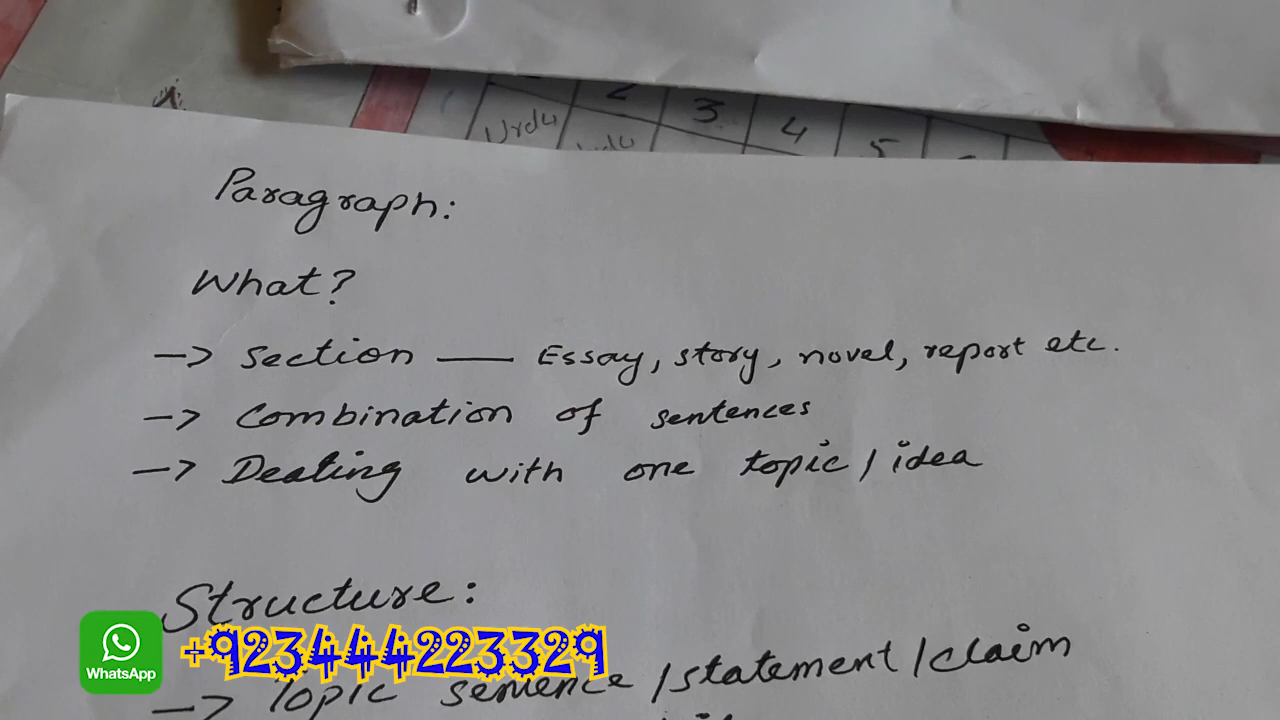 2 3 4 5
Urdu Urdu
Paragraph:
What?
-> Section — Essay, story, novel, report etc.
-> Combination of sentences
-> Dealing with one topic / idea
Structure:
-> Topic sentence / statement / claim
WhatsApp
+923444223329